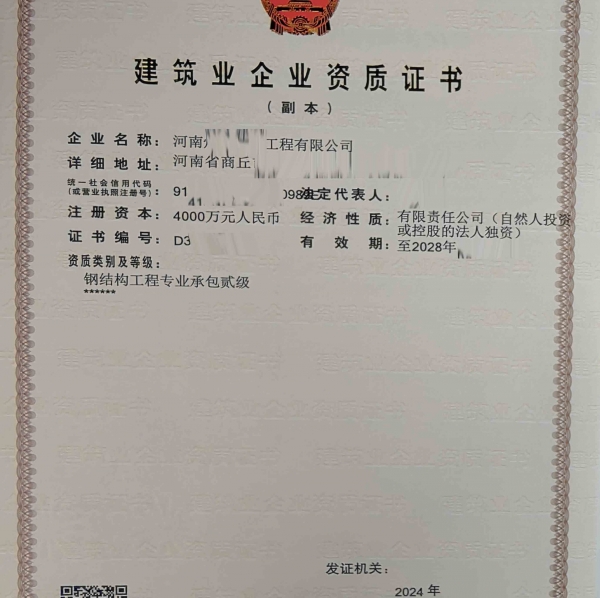 建筑业企业资质证书
（副本）
企业名称：河南 工程有限公司
详细地址：河南省商丘
统一社会信用代码
（或营业执照注册号）：91 098 法定代表人：
注册资本：4000万元人民币 经济性质：有限责任公司（自然人投资
或控股的法人独资）
证书编号：D3 有效期：至2028年
资质类别及等级：
钢结构工程专业承包贰级
******
发证机关：
2024 年